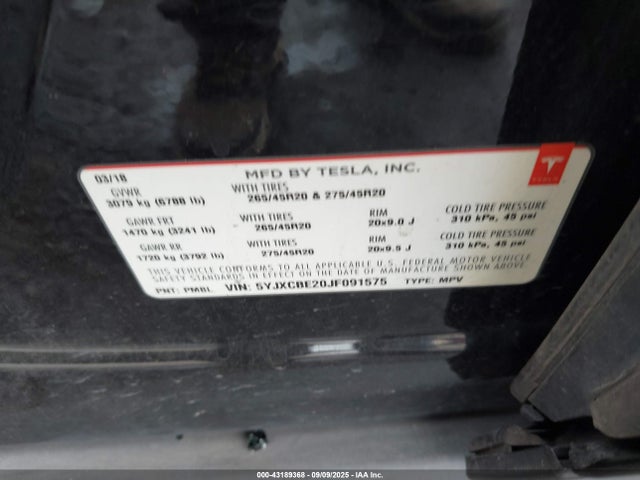 MFD BY TESLA, INC.
TESLA
03/18
GVWR WITH TIRES
3079 kg (6788 lb) 265/45R20 & 275/45R20
GAWR FRT WITH TIRES RIM COLD TIRE PRESSURE
1470 kg (3241 lb) 265/45R20 20x9.0 J 310 kPa, 45 psi
GAWR RR WITH TIRES RIM COLD TIRE PRESSURE
1720 kg (3792 lb) 275/45R20 20x9.5 J 310 kPa, 45 psi
THIS VEHICLE CONFORMS TO ALL APPLICABLE U.S. FEDERAL MOTOR VEHICLE
SAFETY STANDARDS IN EFFECT ON THE DATE OF MANUFACTURE SHOWN ABOVE.
PNT: PMBL VIN: 5YJXCBE20JF091575 TYPE: MPV
000-43189368 - 09/09/2025 - IAA Inc.